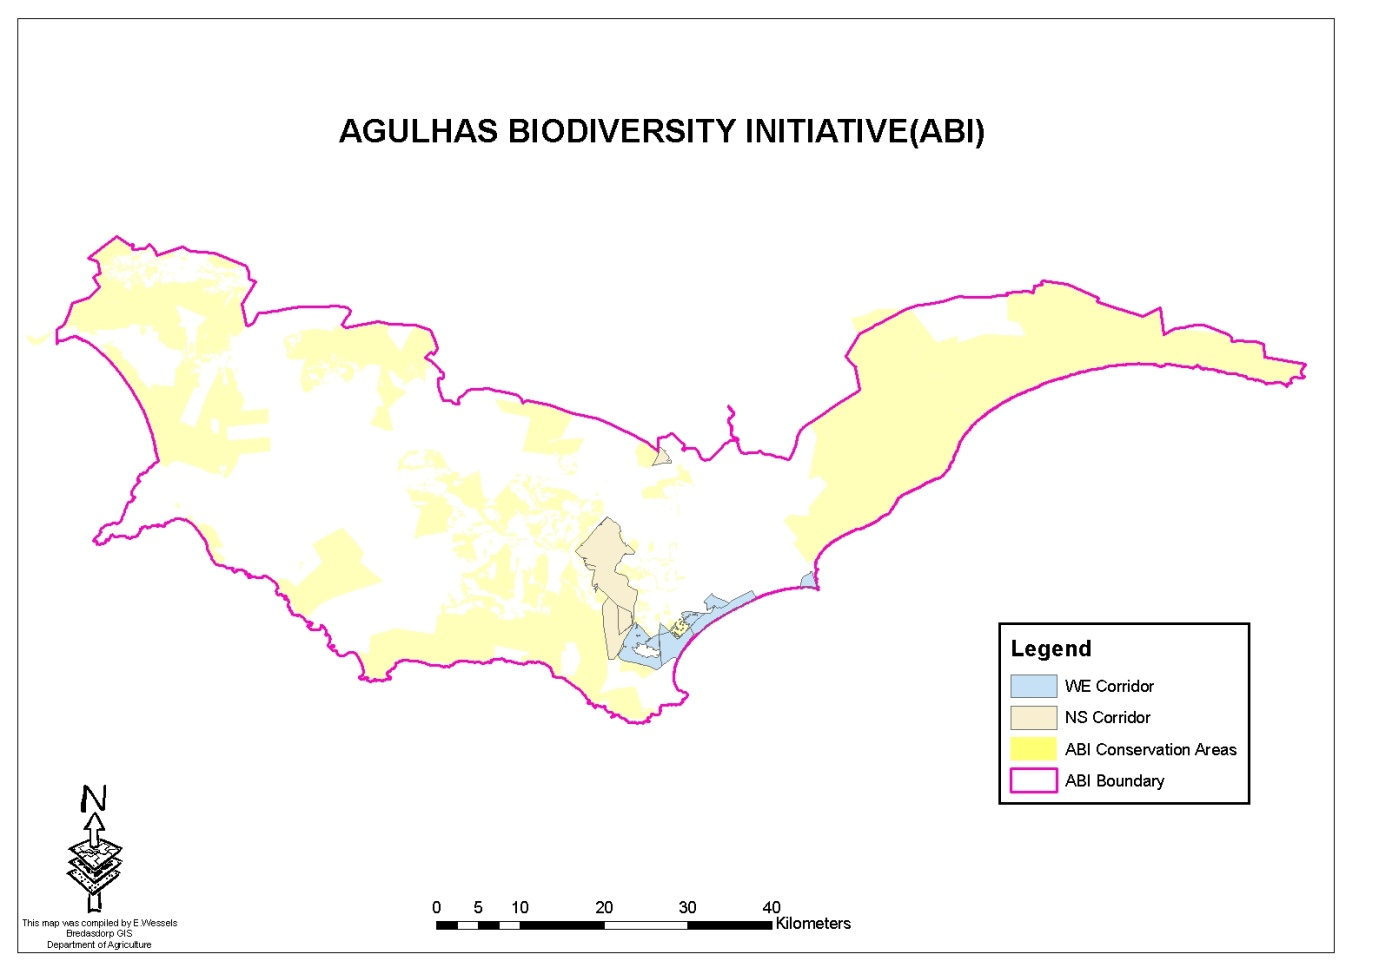 AGULHAS BIODIVERSITY INITIATIVE(ABI)
Legend
WE Corridor
NS Corridor
ABI Conservation Areas
ABI Boundary
N
0 5 10 20 30 40
Kilometers
This map was compiled by E.Wessels
Bredasdorp GIS
Department of Agriculture